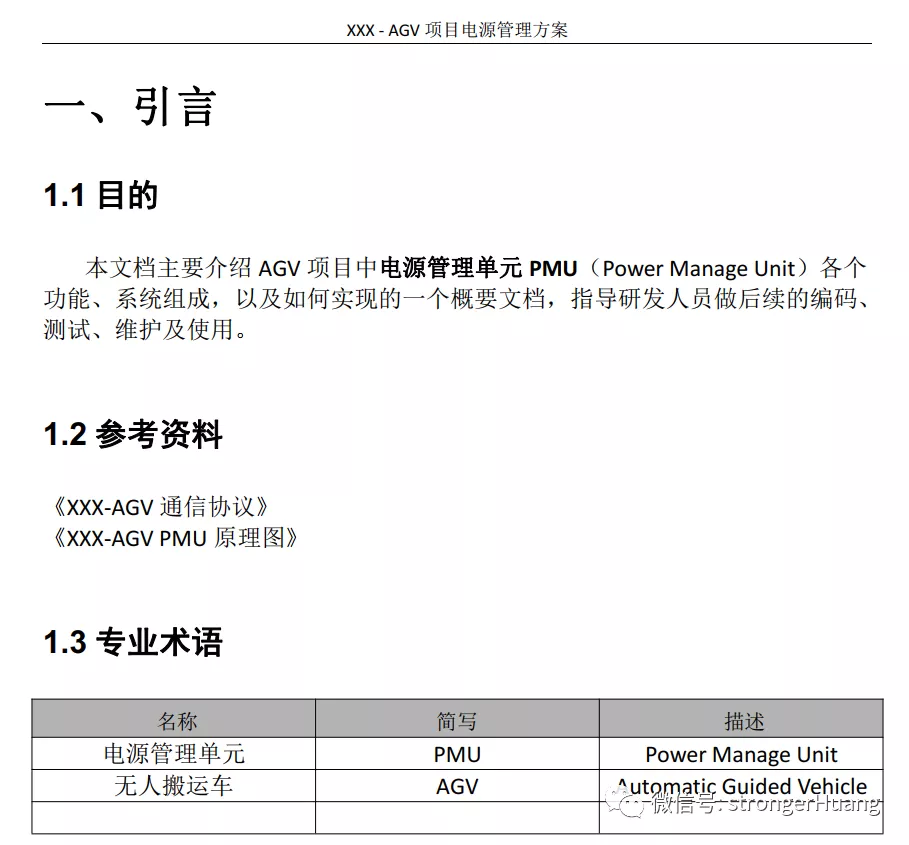 XXX - AGV 项目电源管理方案
一、引言
1.1 目的
本文档主要介绍 AGV 项目中电源管理单元 PMU（Power Manage Unit）各个
功能、系统组成，以及如何实现的一个概要文档，指导研发人员做后续的编码、
测试、维护及使用。
1.2 参考资料
《XXX-AGV 通信协议》
《XXX-AGV PMU 原理图》
1.3 专业术语
名称 简写 描述
电源管理单元 PMU Power Manage Unit
无人搬运车 AGV Automatic Guided Vehicle
微信号: strongerHuang